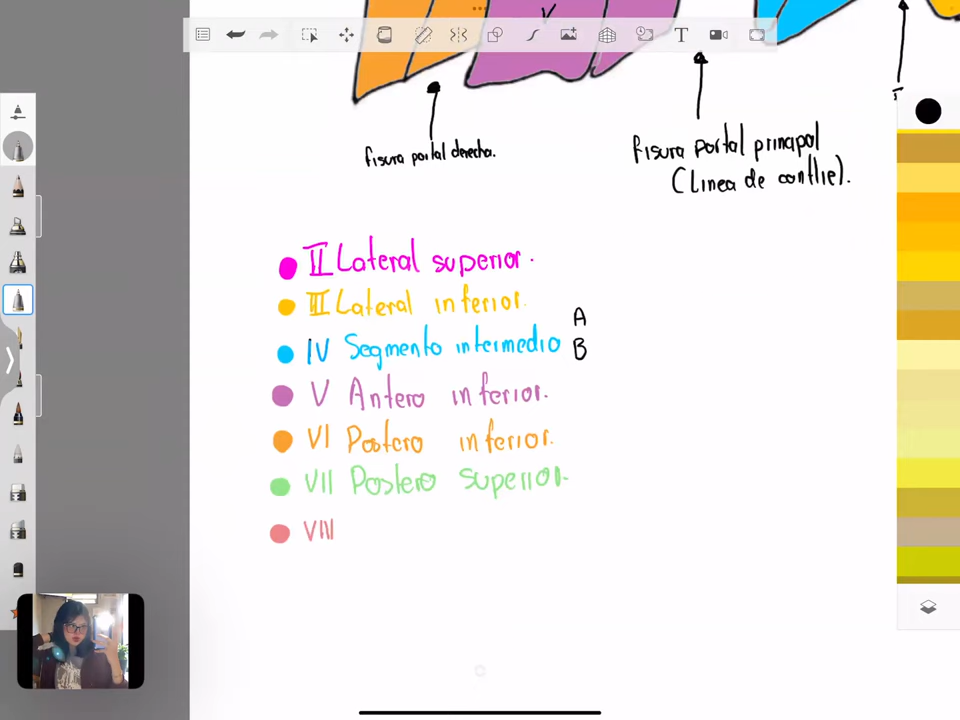 V
fisura portal derecha.
fisura portal principal
(Linea de cantlie).
I
II Lateral superior.
III Lateral inferior.
IV Segmento intermedio A B
V Antero inferior.
VI Postero inferior.
VII Postero superior.
VIII